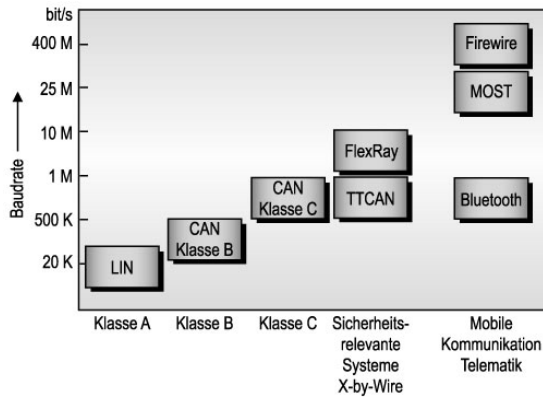 bit/s
400 M
25 M
10 M
1 M
500 K
20 K
Baudrate
Firewire
MOST
FlexRay
CAN
Klasse C
TTCAN
Bluetooth
CAN
Klasse B
LIN
Klasse A
Klasse B
Klasse C
Sicherheits-
relevante
Systeme
X-by-Wire
Mobile
Kommunikation
Telematik